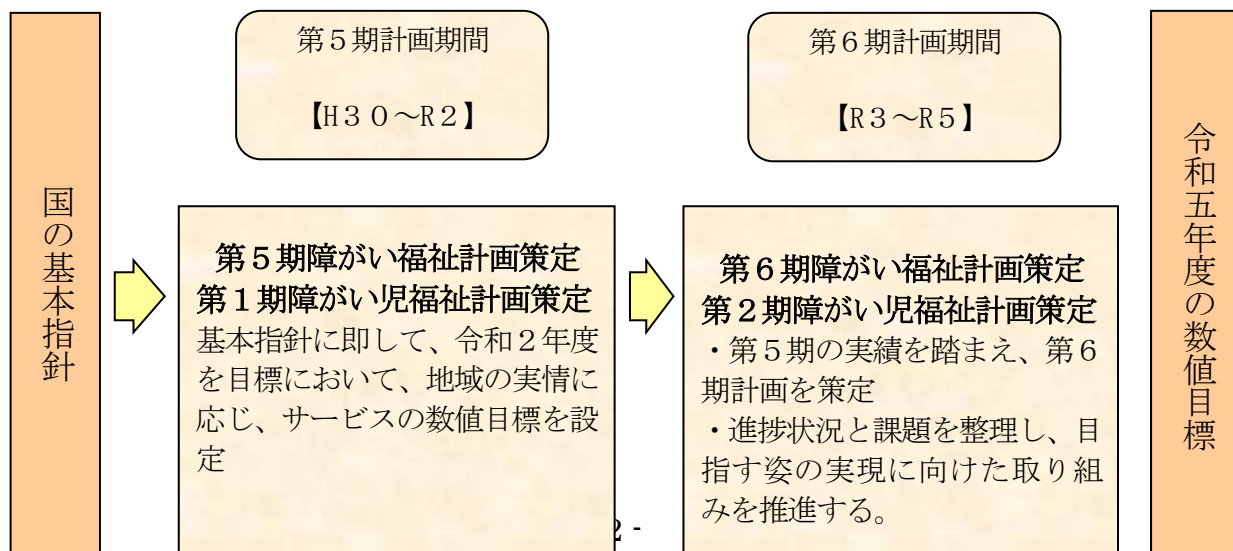 国の基本指針
第５期計画期間
【H３０～R２】
第５期障がい福祉計画策定
第１期障がい児福祉計画策定
基本指針に即して、令和２年度
を目標において、地域の実情に
応じ、サービスの数値目標を設
定
第６期計画期間
【R３～R５】
第６期障がい福祉計画策定
第２期障がい児福祉計画策定
・第５期の実績を踏まえ、第６
期計画を策定
・進捗状況と課題を整理し、目
指す姿の実現に向けた取り組
みを推進する。
令和五年度の数値目標
2 -